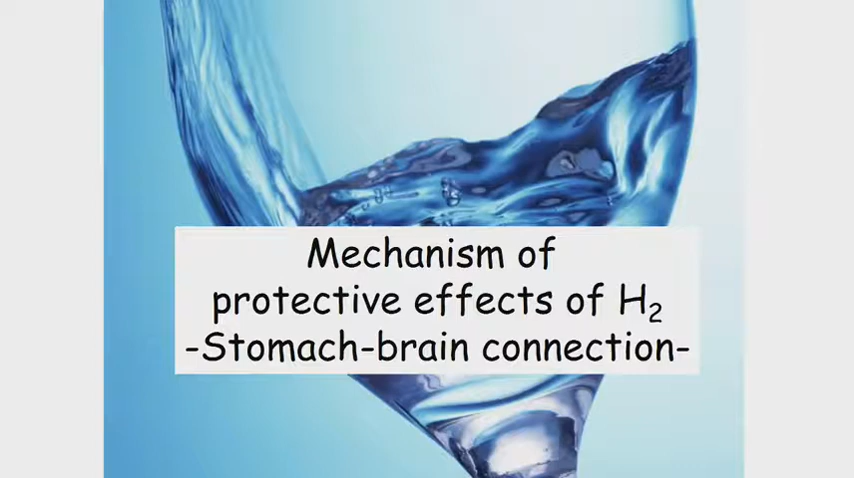 Mechanism of
protective effects of H₂
-Stomach-brain connection-